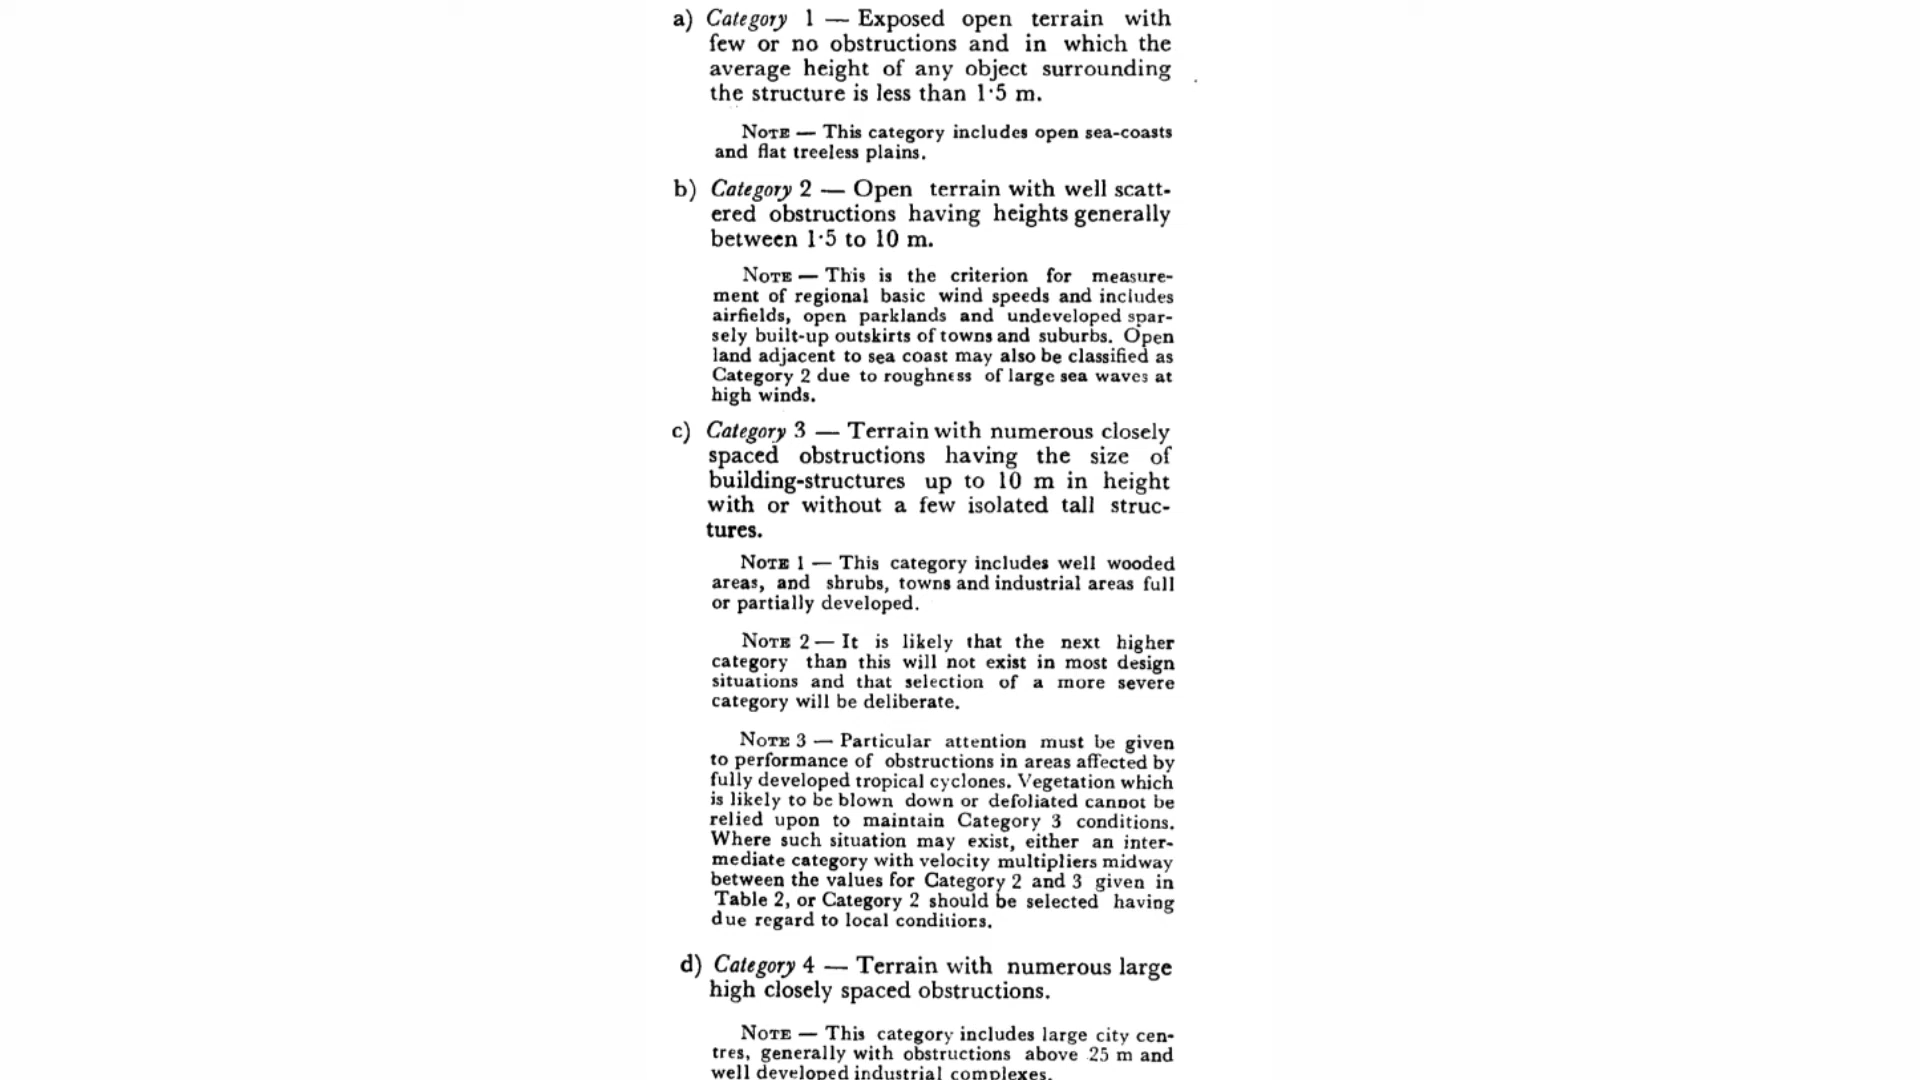 a) Category 1 — Exposed open terrain with
few or no obstructions and in which the
average height of any object surrounding
the structure is less than 1·5 m.
NOTE — This category includes open sea-coasts
and flat treeless plains.
b) Category 2 — Open terrain with well scatt-
ered obstructions having heights generally
between 1·5 to 10 m.
NOTE — This is the criterion for measure-
ment of regional basic wind speeds and includes
airfields, open parklands and undeveloped spar-
sely built-up outskirts of towns and suburbs. Open
land adjacent to sea coast may also be classified as
Category 2 due to roughness of large sea waves at
high winds.
c) Category 3 — Terrain with numerous closely
spaced obstructions having the size of
building-structures up to 10 m in height
with or without a few isolated tall struc-
tures.
NOTE 1 — This category includes well wooded
areas, and shrubs, towns and industrial areas full
or partially developed.
NOTE 2 — It is likely that the next higher
category than this will not exist in most design
situations and that selection of a more severe
category will be deliberate.
NOTE 3 — Particular attention must be given
to performance of obstructions in areas affected by
fully developed tropical cyclones. Vegetation which
is likely to be blown down or defoliated cannot be
relied upon to maintain Category 3 conditions.
Where such situation may exist, either an inter-
mediate category with velocity multipliers midway
between the values for Category 2 and 3 given in
Table 2, or Category 2 should be selected having
due regard to local conditions.
d) Category 4 — Terrain with numerous large
high closely spaced obstructions.
NOTE — This category includes large city cen-
tres, generally with obstructions above 25 m and
well developed industrial complexes.